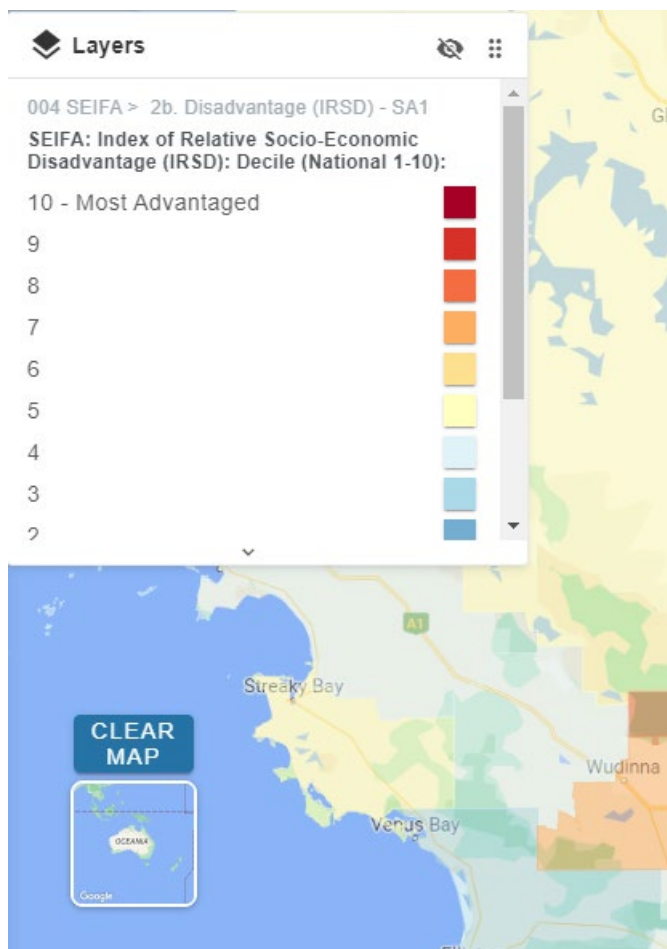 Layers
004 SEIFA > 2b. Disadvantage (IRSD) - SA1
SEIFA: Index of Relative Socio-Economic
Disadvantage (IRSD): Decile (National 1-10):
10 - Most Advantaged
9
8
7
6
5
4
3
2
A1
Streaky Bay
CLEAR
MAP
Wudinna
OCEANIA
Venus Bay
Google